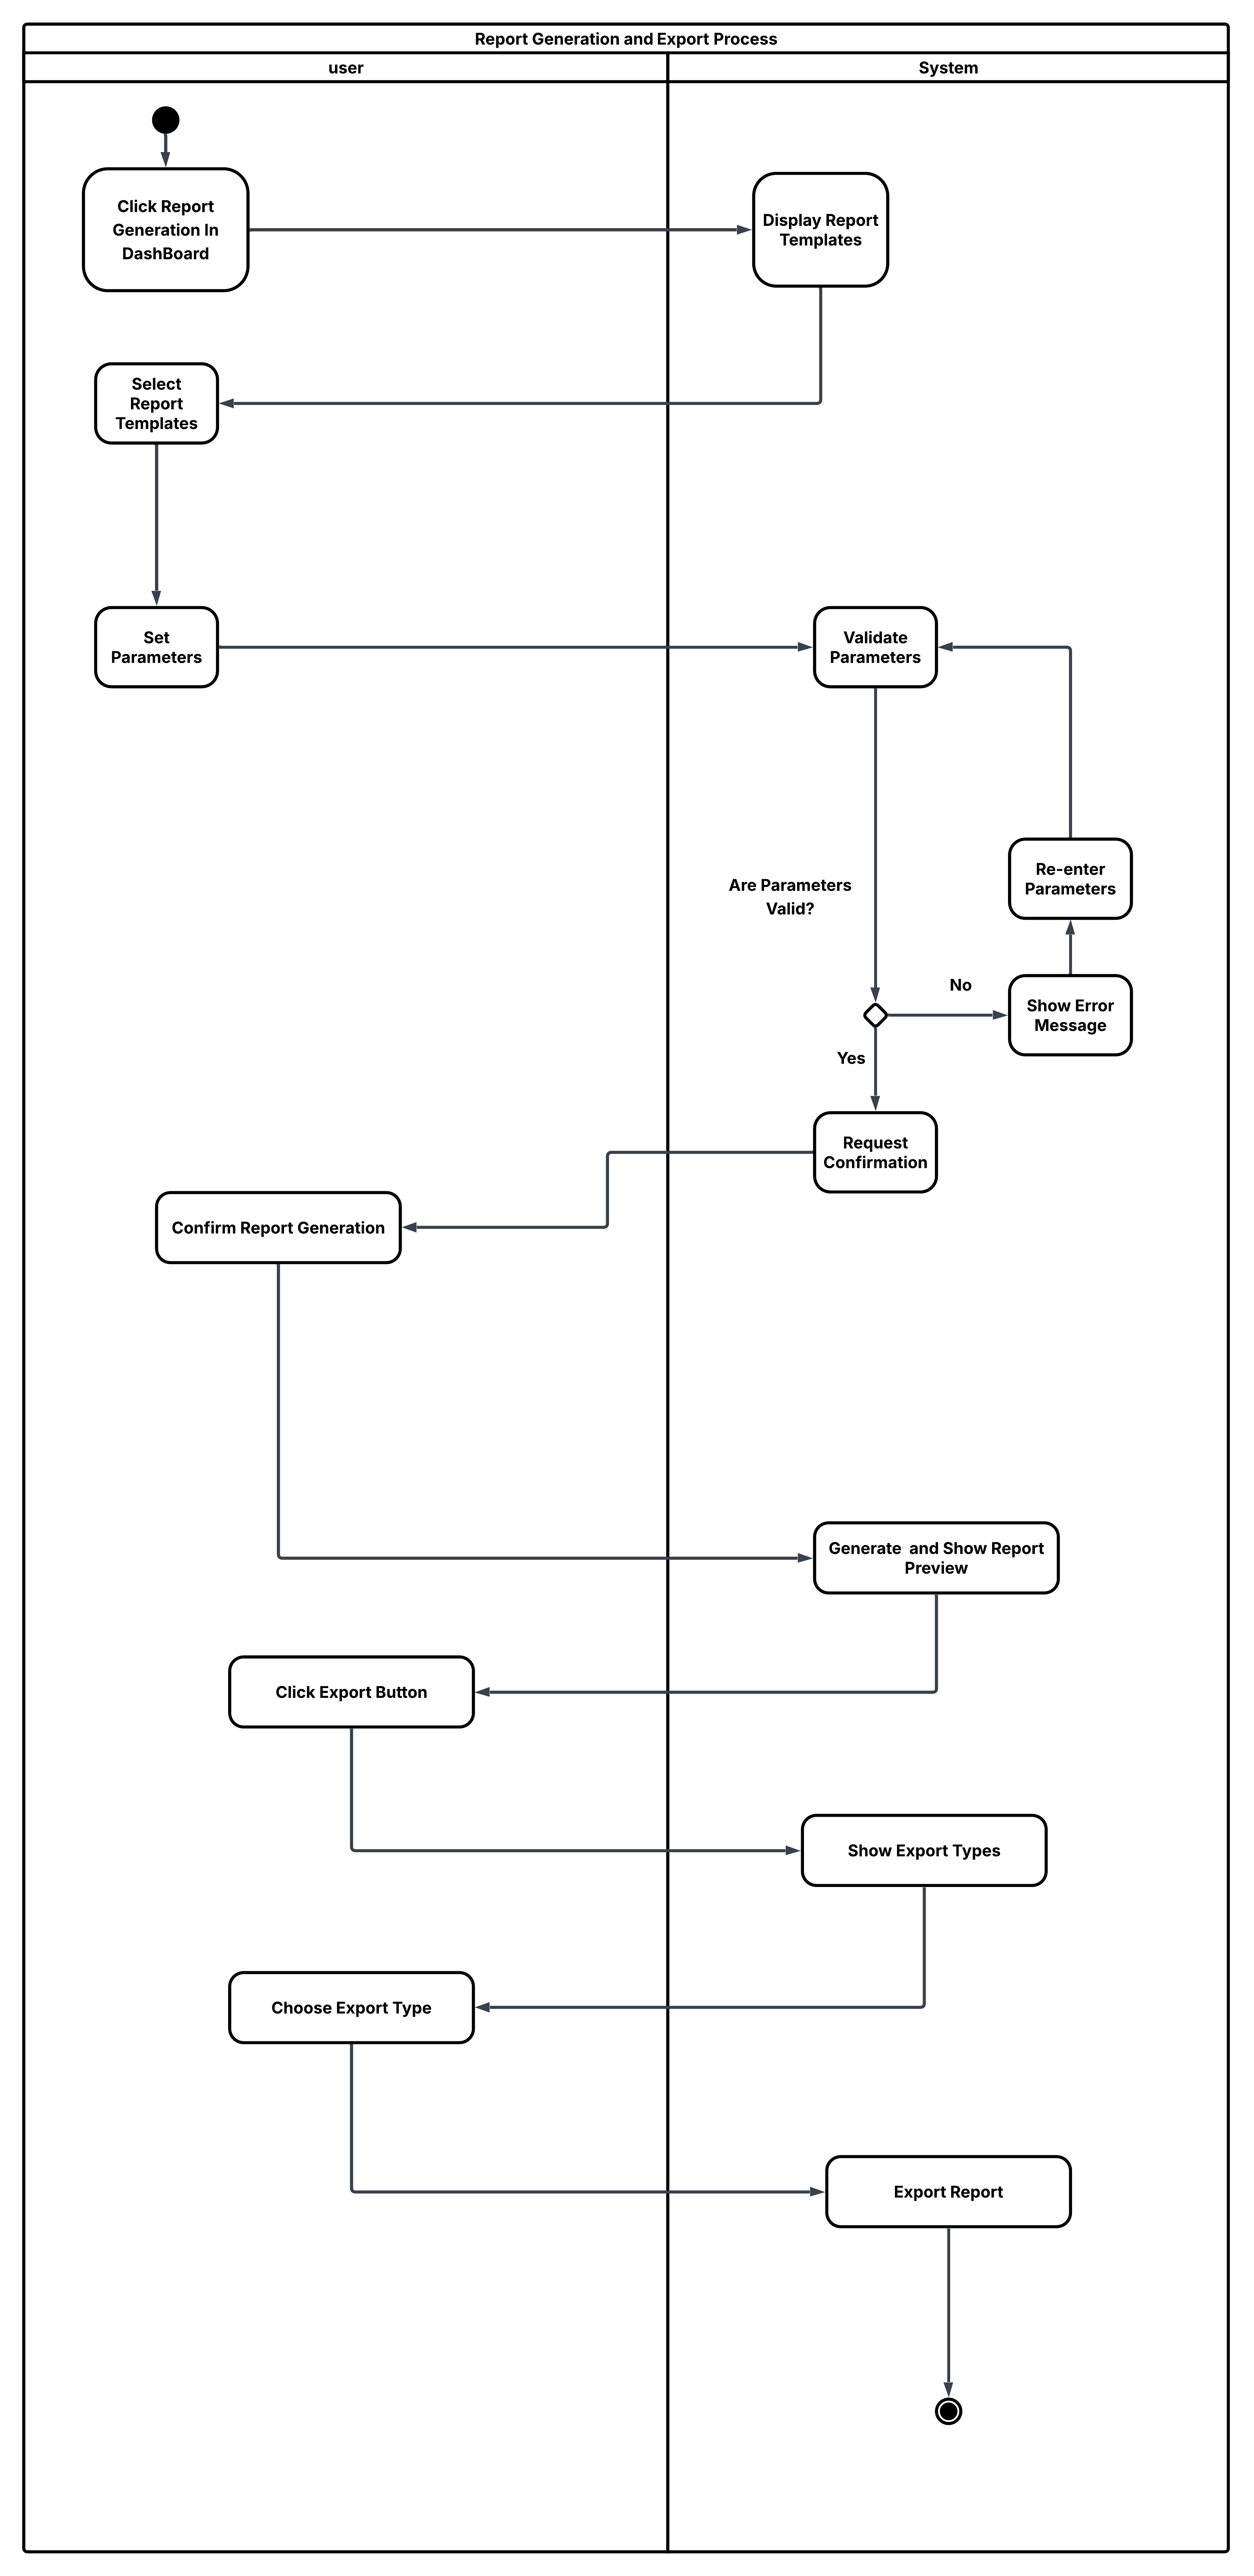 Report Generation and Export Process
user
System
Click Report
Generation In
DashBoard
Display Report
Templates
Select
Report
Templates
Set
Parameters
Validate
Parameters
Re-enter
Parameters
Are Parameters
Valid?
No
Show Error
Message
Yes
Request
Confirmation
Confirm Report Generation
Generate  and Show Report
Preview
Click Export Button
Show Export Types
Choose Export Type
Export Report